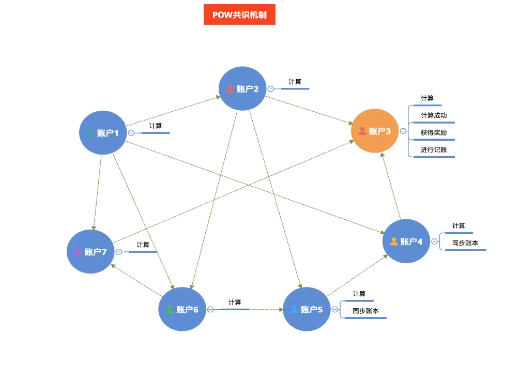 POW共识机制
账户2
计算
账户1
计算
账户3
计算
计算成功
获得奖励
进行记账
账户4
计算
同步账本
账户7
计算
账户6
计算
账户5
计算
同步账本